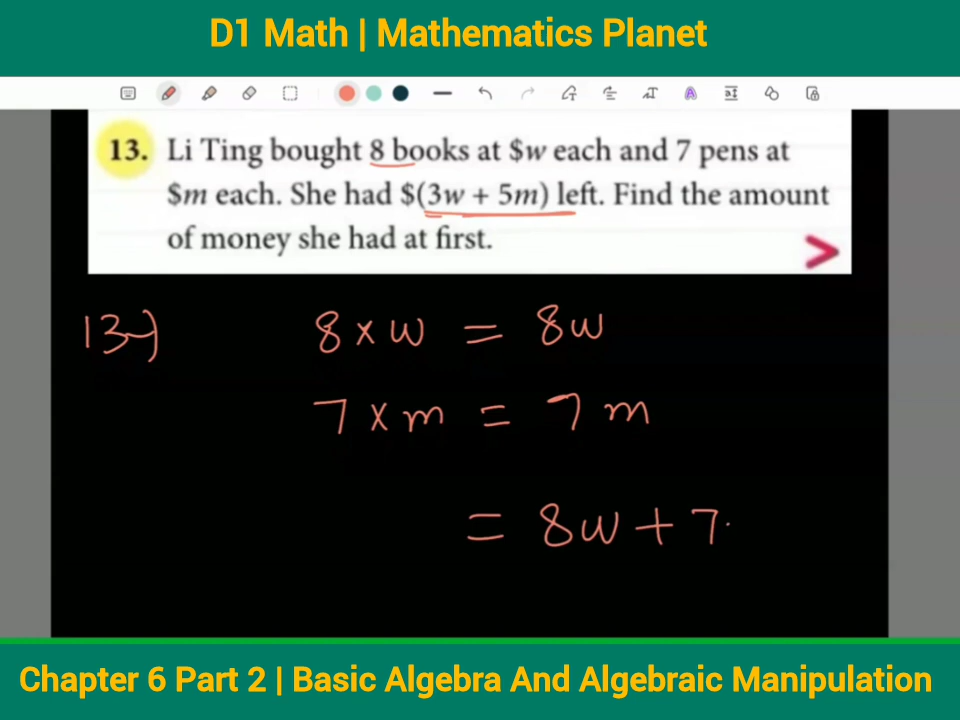 D1 Math | Mathematics Planet
13. Li Ting bought 8 books at $w each and 7 pens at
$m each. She had $(3w + 5m) left. Find the amount
of money she had at first.
>
13-)
8 × w = 8w
7 × m = 7m
= 8w + 7
Chapter 6 Part 2 | Basic Algebra And Algebraic Manipulation